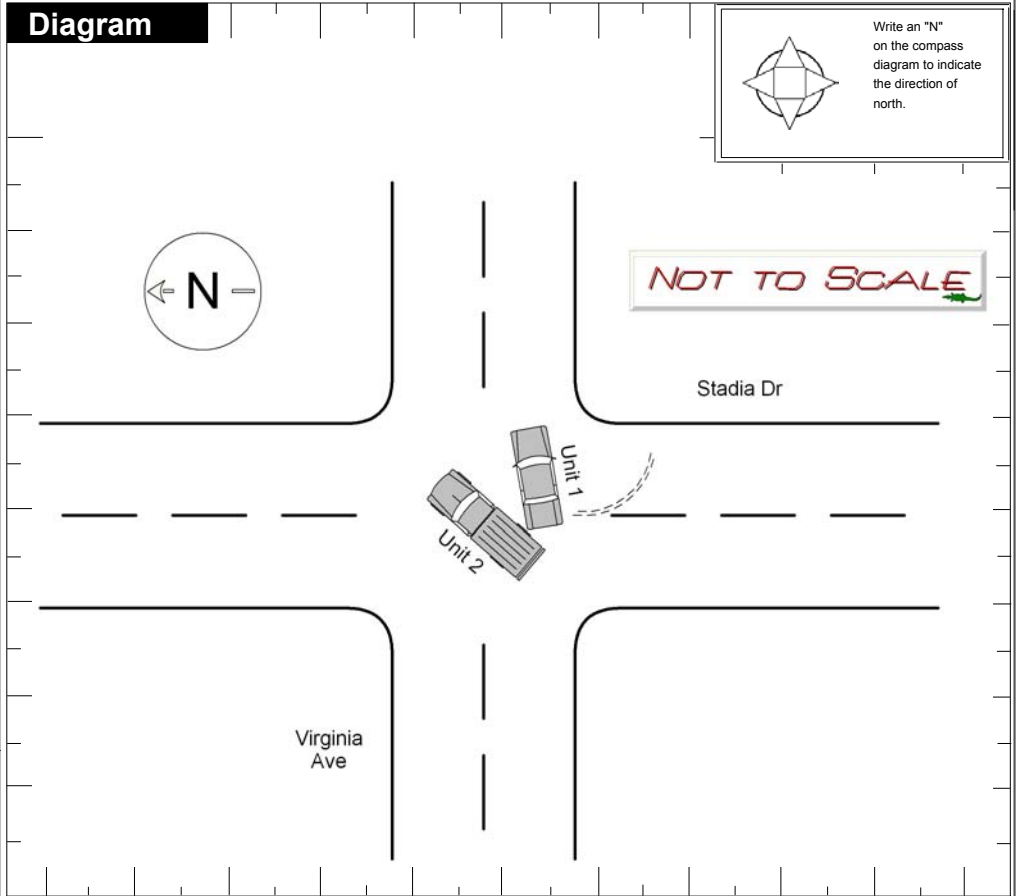 Diagram
Write an "N"
on the compass
diagram to indicate
the direction of
north.
N
NOT TO SCALE
Stadia Dr
Unit 1
Unit 2
Virginia
Ave